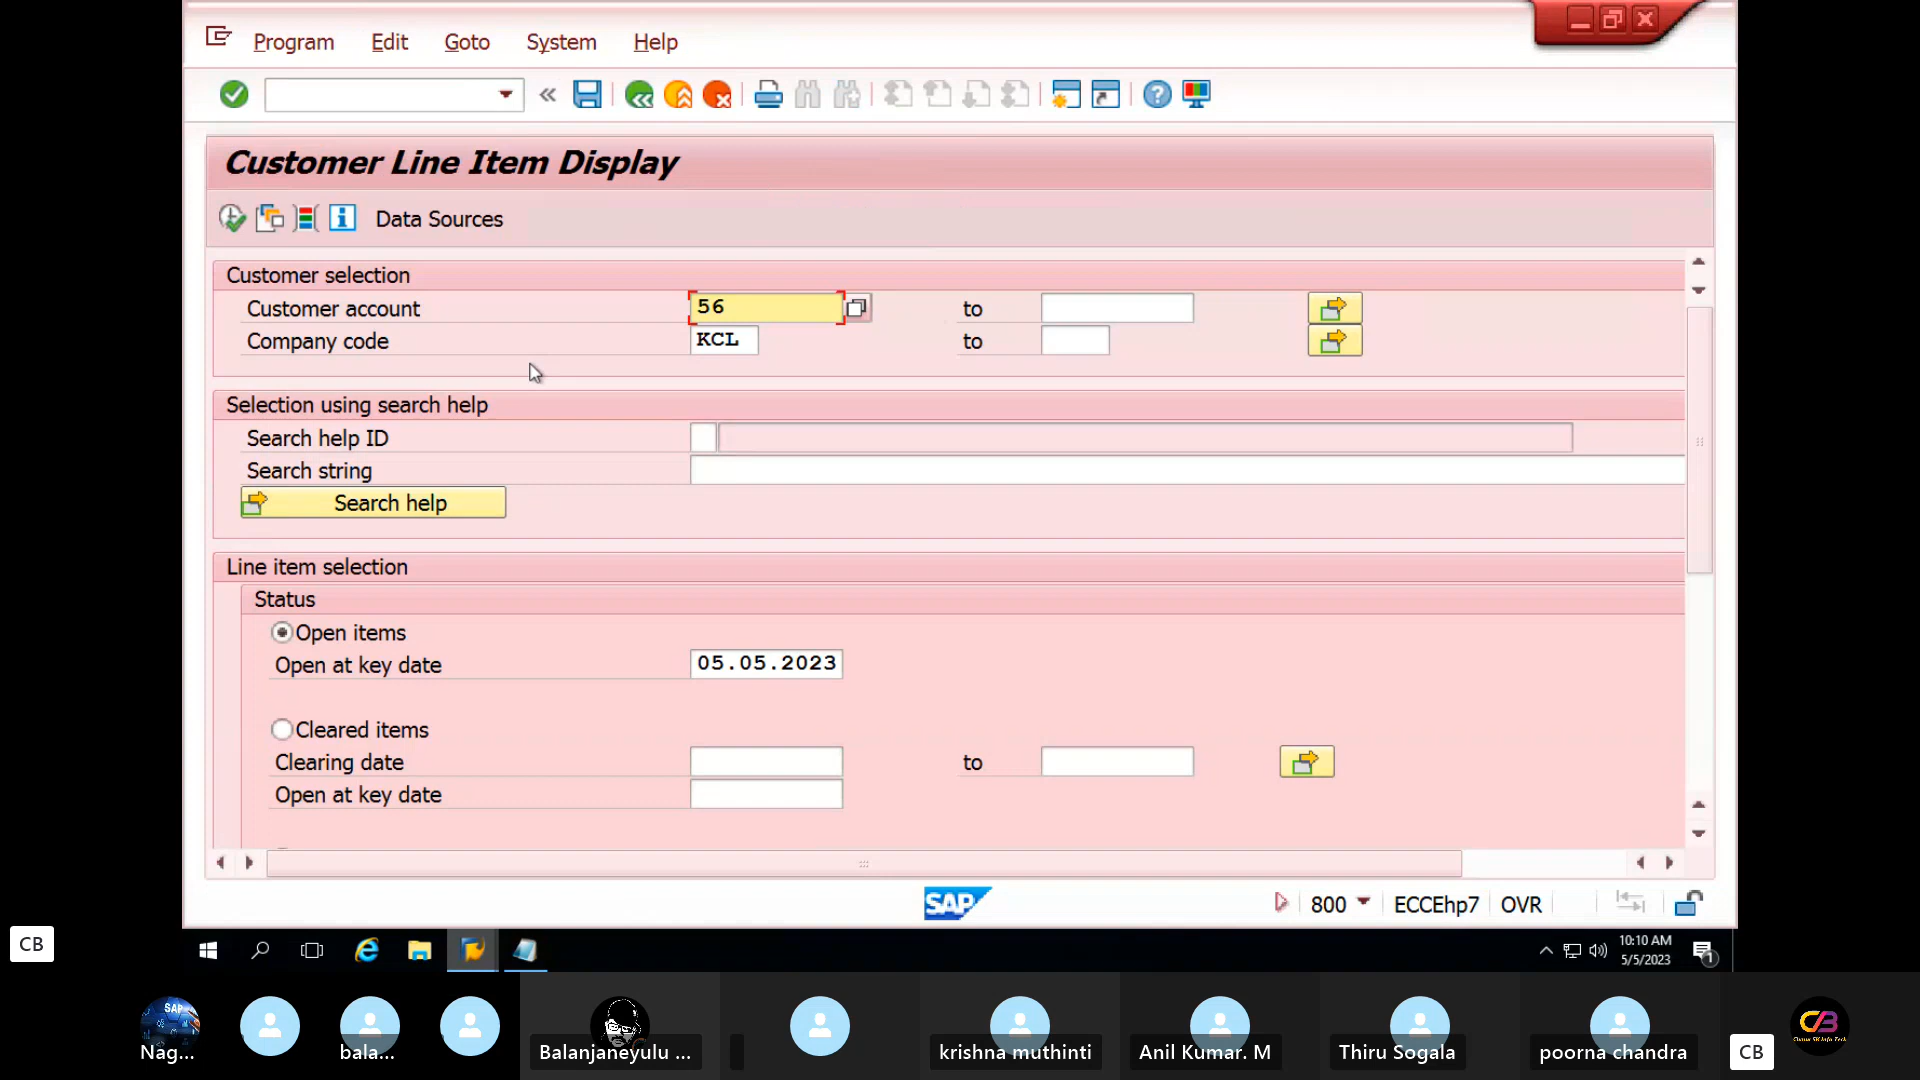 Program Edit Goto System Help
Customer Line Item Display
Data Sources
Customer selection
Customer account 56 to
Company code KCL to
Selection using search help
Search help ID
Search string
Search help
Line item selection
Status
Open items
Open at key date 05.05.2023
Cleared items
Clearing date to
Open at key date
SAP 800 ECCEhp7 OVR
CB
10:10 AM
5/5/2023
1
SAP
Nag... bala... Balanjaneyulu ... krishna muthinti Anil Kumar. M Thiru Sogala poorna chandra CB